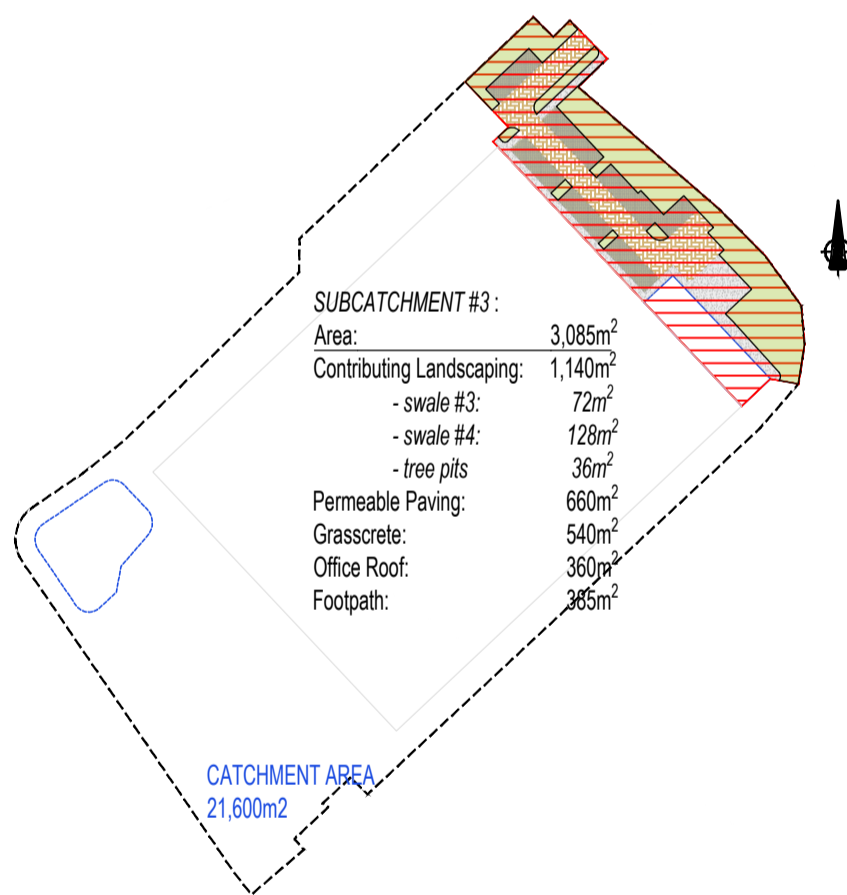 SUBCATCHMENT #3 :
Area: 3,085m²
Contributing Landscaping: 1,140m²
- swale #3: 72m²
- swale #4: 128m²
- tree pits 36m²
Permeable Paving: 660m²
Grasscrete: 540m²
Office Roof: 360m²
Footpath: 385m²
CATCHMENT AREA
21,600m2